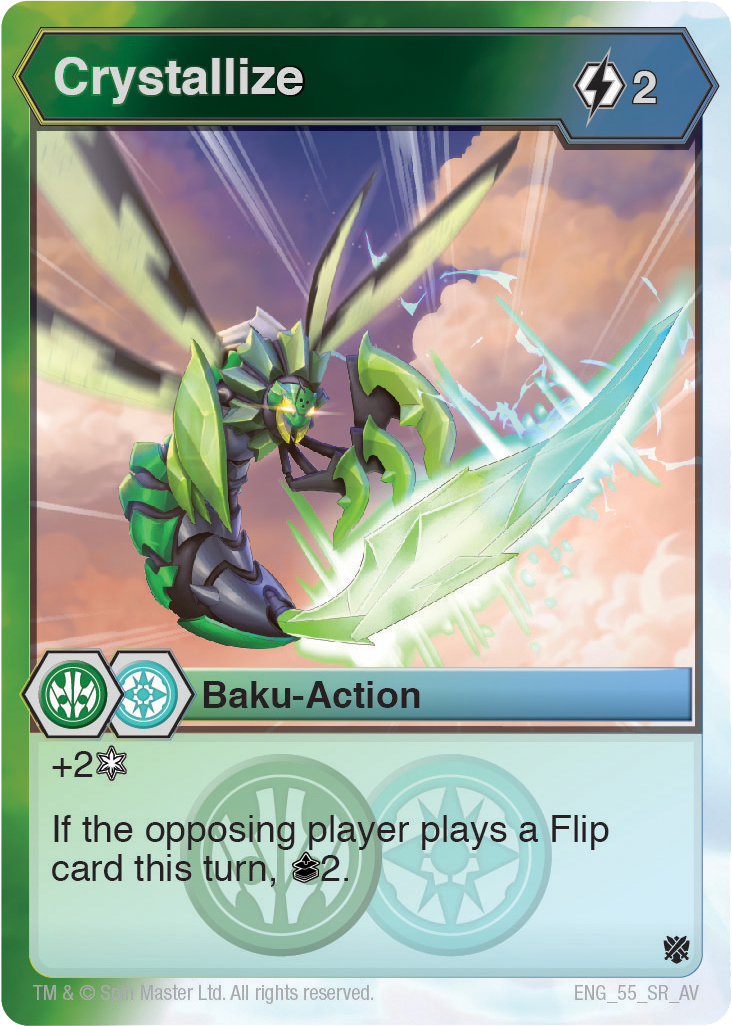 Crystallize
2
Baku-Action
+2
If the opposing player plays a Flip
card this turn, 2.
TM & © Spin Master Ltd. All rights reserved.
ENG_55_SR_AV